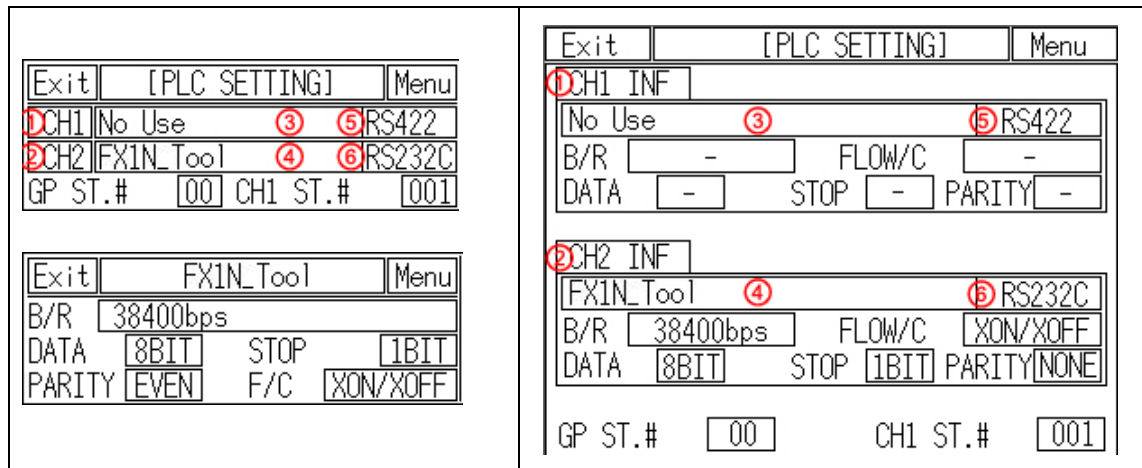 Exit [PLC SETTING] Menu
①CH1 No Use ③ ⑤RS422
②CH2 FX1N_Tool ④ ⑥RS232C
GP ST.# 00 CH1 ST.# 001
Exit FX1N_Tool Menu
B/R 38400bps
DATA 8BIT STOP 1BIT
PARITY EVEN F/C XON/XOFF
Exit [PLC SETTING] Menu
①CH1 INF
No Use ③ ⑤RS422
B/R - FLOW/C -
DATA - STOP - PARITY -
②CH2 INF
FX1N_Tool ④ ⑥RS232C
B/R 38400bps FLOW/C XON/XOFF
DATA 8BIT STOP 1BIT PARITY NONE
GP ST.# 00 CH1 ST.# 001